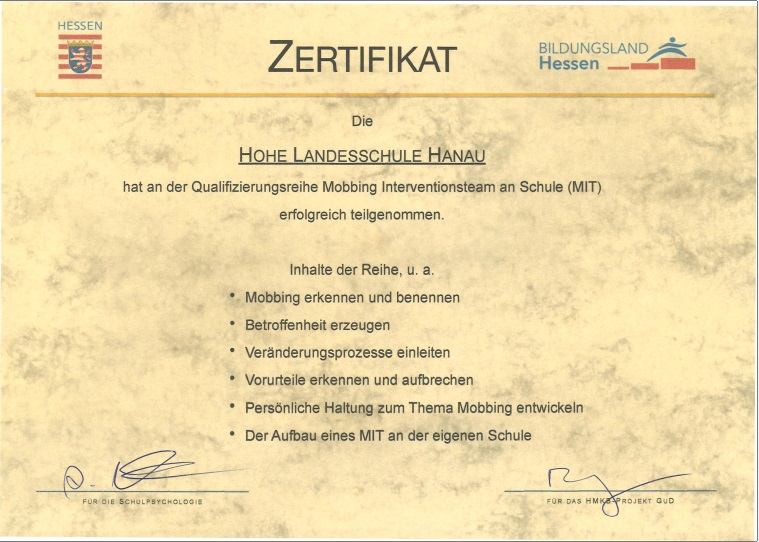 HESSEN
ZERTIFIKAT
BILDUNGSLAND
Hessen
Die
HOHE LANDESSCHULE HANAU
hat an der Qualifizierungsreihe Mobbing Interventionsteam an Schule (MIT)
erfolgreich teilgenommen.
Inhalte der Reihe, u. a.
• Mobbing erkennen und benennen
• Betroffenheit erzeugen
• Veränderungsprozesse einleiten
• Vorurteile erkennen und aufbrechen
• Persönliche Haltung zum Thema Mobbing entwickeln
• Der Aufbau eines MIT an der eigenen Schule
FÜR DIE SCHULPSYCHOLOGIE
FÜR DAS HMKB-PROJEKT GUD